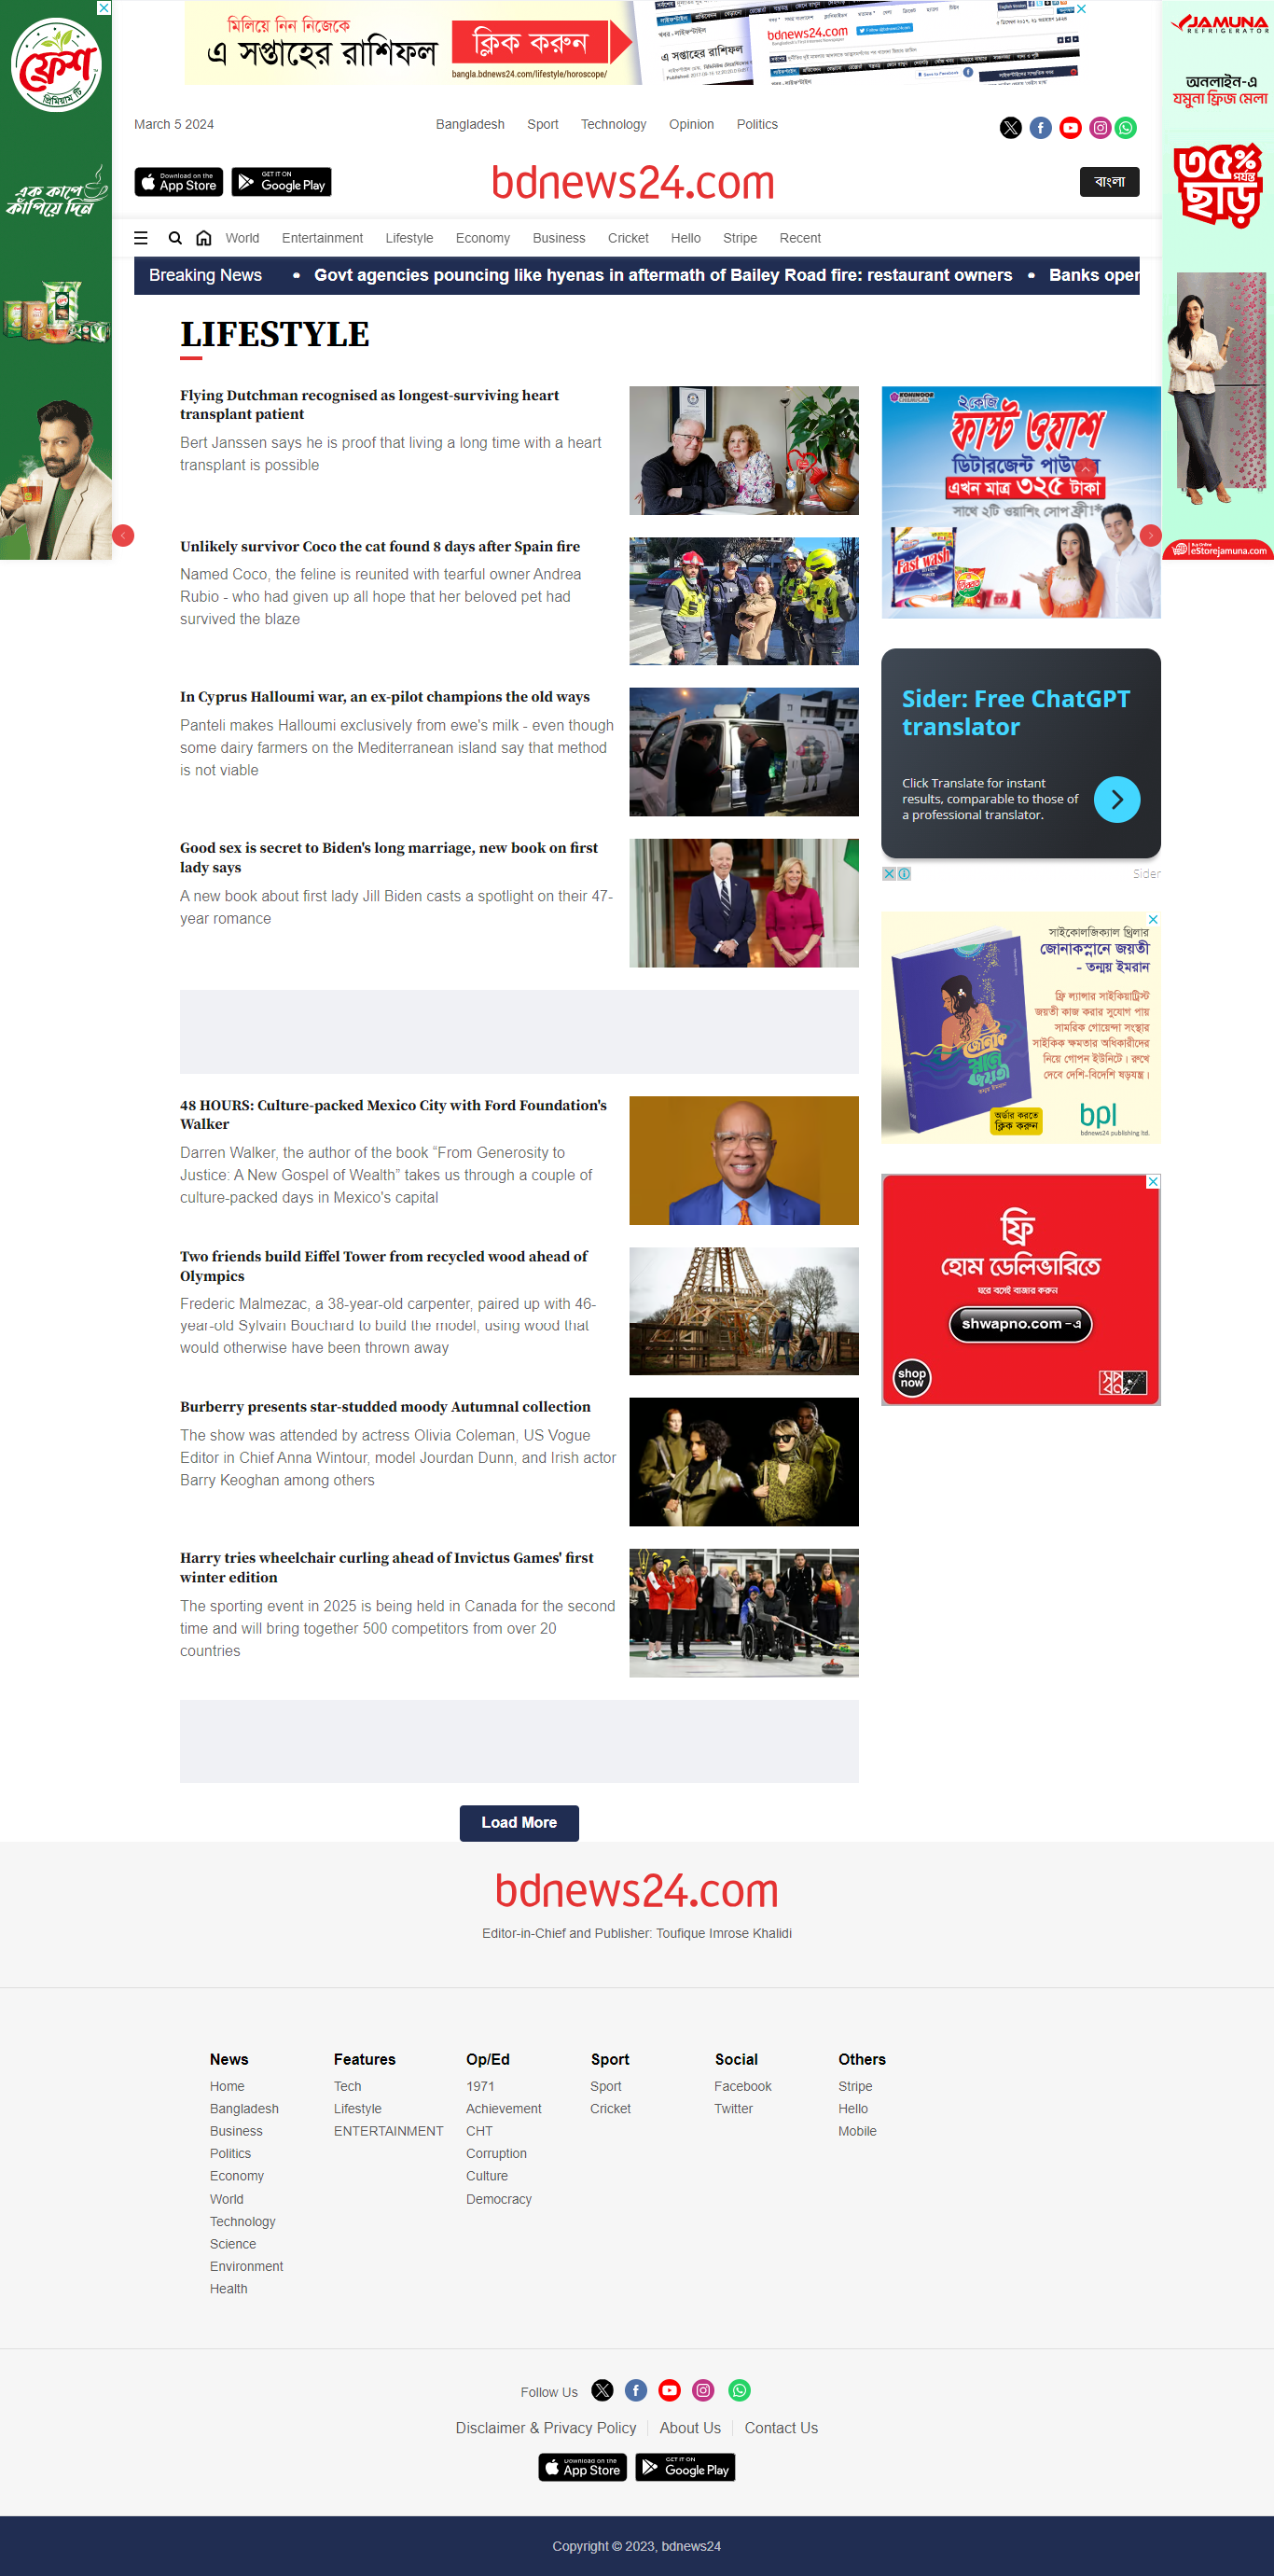 ফ্রেশ
প্রিমিয়াম টি
এক কাপে
কাঁপিয়ে দিন
মিলিয়ে নিন নিজেকে
এ সপ্তাহের রাশিফল
ক্লিক করুন
bangla.bdnews24.com/lifestyle/horoscope/
এ সপ্তাহের রাশিফল
bdnews24.com
JAMUNA
REFRIGERATOR
অনলাইন-এ
যমুনা ফ্রিজ মেলা
৩৫% পর্যন্ত
ছাড়
eStorejamuna.com
March 5 2024
Bangladesh Sport Technology Opinion Politics
Download on the App Store
GET IT ON Google Play
bdnews24.com
বাংলা
World Entertainment Lifestyle Economy Business Cricket Hello Stripe Recent
Breaking News • Govt agencies pouncing like hyenas in aftermath of Bailey Road fire: restaurant owners • Banks oper
LIFESTYLE
Flying Dutchman recognised as longest-surviving heart
transplant patient
Bert Janssen says he is proof that living a long time with a heart
transplant is possible
Unlikely survivor Coco the cat found 8 days after Spain fire
Named Coco, the feline is reunited with tearful owner Andrea
Rubio - who had given up all hope that her beloved pet had
survived the blaze
In Cyprus Halloumi war, an ex-pilot champions the old ways
Panteli makes Halloumi exclusively from ewe's milk - even though
some dairy farmers on the Mediterranean island say that method
is not viable
Good sex is secret to Biden's long marriage, new book on first
lady says
A new book about first lady Jill Biden casts a spotlight on their 47-
year romance
48 HOURS: Culture-packed Mexico City with Ford Foundation's
Walker
Darren Walker, the author of the book “From Generosity to
Justice: A New Gospel of Wealth” takes us through a couple of
culture-packed days in Mexico's capital
Two friends build Eiffel Tower from recycled wood ahead of
Olympics
Frederic Malmezac, a 38-year-old carpenter, paired up with 46-
year-old Sylvain Bouchard to build the model, using wood that
would otherwise have been thrown away
Burberry presents star-studded moody Autumnal collection
The show was attended by actress Olivia Coleman, US Vogue
Editor in Chief Anna Wintour, model Jourdan Dunn, and Irish actor
Barry Keoghan among others
Harry tries wheelchair curling ahead of Invictus Games' first
winter edition
The sporting event in 2025 is being held in Canada for the second
time and will bring together 500 competitors from over 20
countries
Load More
KOHINOOR
CHEMICAL
২ কেজি
ফাস্ট ওয়াশ
ডিটারজেন্ট পাউডার
এখন মাত্র ৩২৫ টাকা
সাথে ২টি ওয়াশিং সোপ ফ্রী!*
Fast wash
Sider: Free ChatGPT
translator
Click Translate for instant
results, comparable to those of
a professional translator.
Sider
সাইকোলজিক্যাল থ্রিলার
জোনাকস্নানে জয়তী
- তন্ময় ইমরান
ফ্রি ল্যান্সার সাইকিয়াট্রিস্ট
জয়তী কাজ করার সুযোগ পায়
সামরিক গোয়েন্দা সংস্থার
সাইকিক ক্ষমতার অধিকারীদের
নিয়ে গোপন ইউনিটে। রুখে
দেবে দেশি-বিদেশি ষড়যন্ত্র।
অর্ডার করতে
ক্লিক করুন
bpl
bdnews24 publishing ltd.
ফ্রি
হোম ডেলিভারিতে
ঘরে বসেই বাজার করুন
shwapno.com –এ
shop
now
bdnews24.com
Editor-in-Chief and Publisher: Toufique Imrose Khalidi
News
Home
Bangladesh
Business
Politics
Economy
World
Technology
Science
Environment
Health
Features
Tech
Lifestyle
ENTERTAINMENT
Op/Ed
1971
Achievement
CHT
Corruption
Culture
Democracy
Sport
Sport
Cricket
Social
Facebook
Twitter
Others
Stripe
Hello
Mobile
Follow Us
Disclaimer & Privacy Policy About Us Contact Us
Download on the App Store
GET IT ON Google Play
Copyright © 2023, bdnews24